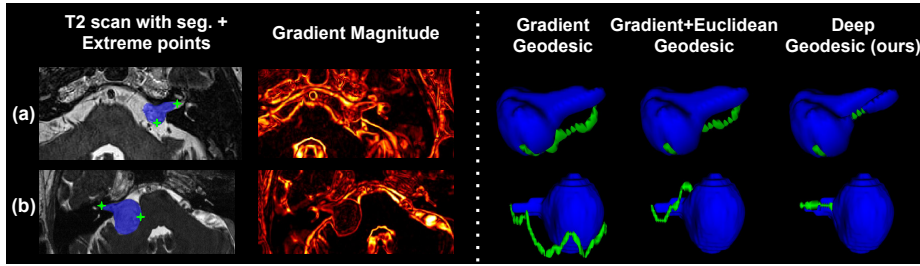 T2 scan with seg. +
Extreme points
Gradient Magnitude
Gradient
Geodesic
Gradient+Euclidean
Geodesic
Deep
Geodesic (ours)
(a)
(b)